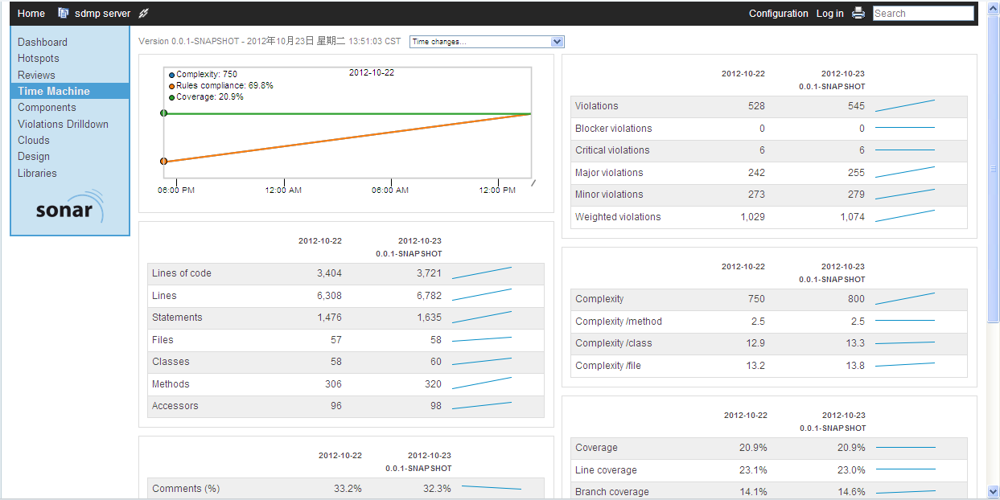 Home sdmp server Configuration Log in Search
Dashboard
Hotspots
Reviews
Time Machine
Components
Violations Drilldown
Clouds
Design
Libraries
sonar
Version 0.0.1-SNAPSHOT - 2012年10月23日 星期二 13:51:03 CST Time changes...
2012-10-22
Complexity: 750
Rules compliance: 69.8%
Coverage: 20.9%
06:00 PM 12:00 AM 06:00 AM 12:00 PM
2012-10-22 2012-10-23
0.0.1-SNAPSHOT
Lines of code 3,404 3,721
Lines 6,308 6,782
Statements 1,476 1,635
Files 57 58
Classes 58 60
Methods 306 320
Accessors 96 98
2012-10-22 2012-10-23
0.0.1-SNAPSHOT
Comments (%) 33.2% 32.3%
2012-10-22 2012-10-23
0.0.1-SNAPSHOT
Violations 528 545
Blocker violations 0 0
Critical violations 6 6
Major violations 242 255
Minor violations 273 279
Weighted violations 1,029 1,074
2012-10-22 2012-10-23
0.0.1-SNAPSHOT
Complexity 750 800
Complexity /method 2.5 2.5
Complexity /class 12.9 13.3
Complexity /file 13.2 13.8
2012-10-22 2012-10-23
0.0.1-SNAPSHOT
Coverage 20.9% 20.9%
Line coverage 23.1% 23.0%
Branch coverage 14.1% 14.6%